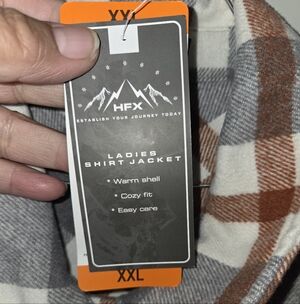 XXL
HFX
ESTABLISH YOUR JOURNEY TODAY
LADIES
SHIRT JACKET
• Warm shell
• Cozy fit
• Easy care
XXL